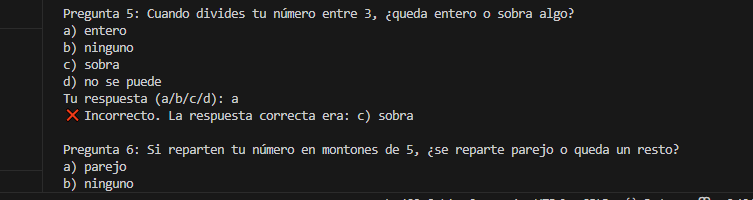 Pregunta 5: Cuando divides tu número entre 3, ¿queda entero o sobra algo?
a) entero
b) ninguno
c) sobra
d) no se puede
Tu respuesta (a/b/c/d): a
❌ Incorrecto. La respuesta correcta era: c) sobra
Pregunta 6: Si reparten tu número en montones de 5, ¿se reparte parejo o queda un resto?
a) parejo
b) ninguno